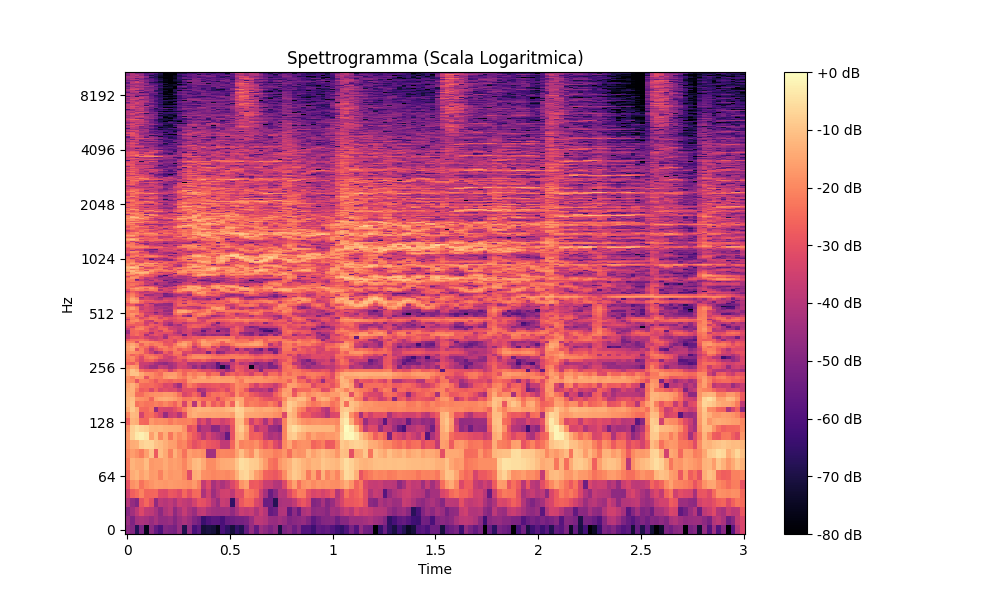 Spettrogramma (Scala Logaritmica)
8192
4096
2048
1024
512
256
128
64
0
Hz
0
0.5
1
1.5
2
2.5
3
Time
+0 dB
-10 dB
-20 dB
-30 dB
-40 dB
-50 dB
-60 dB
-70 dB
-80 dB